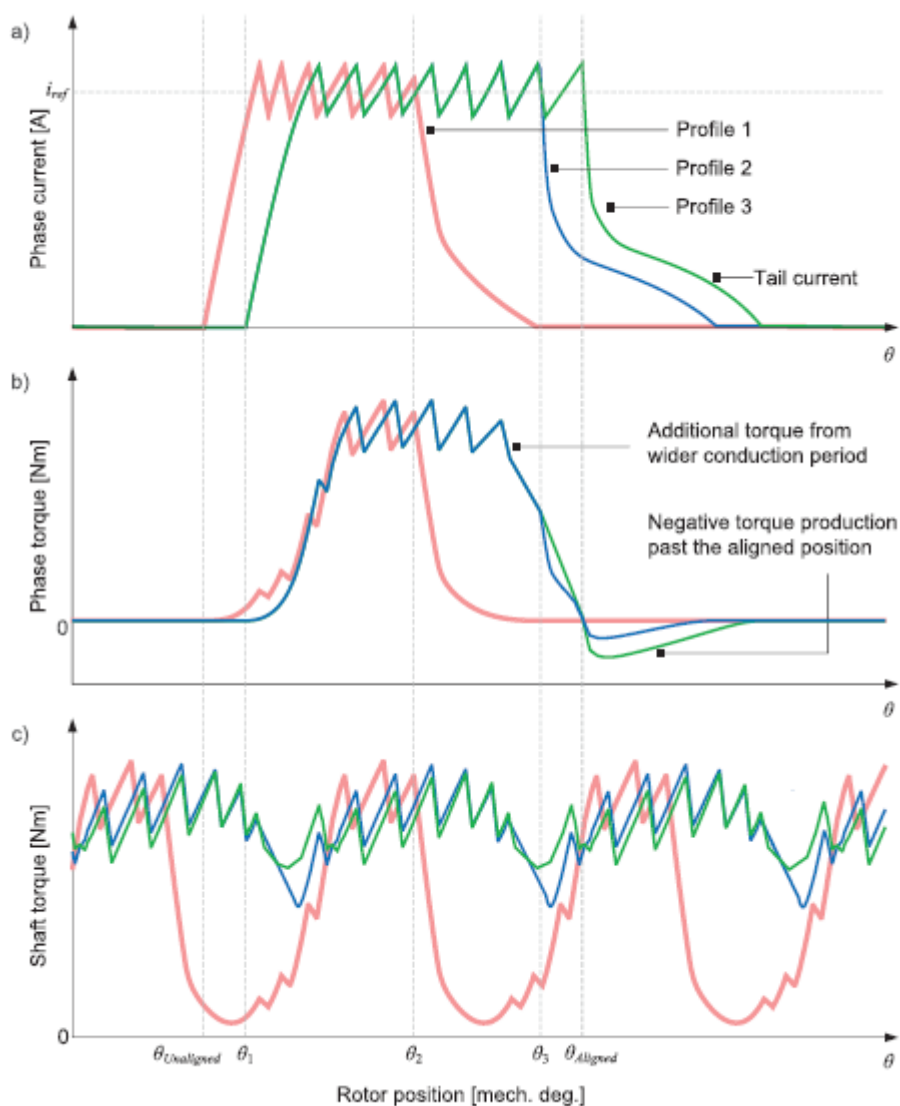 a)
i_ref
Phase current [A]
Profile 1
Profile 2
Profile 3
Tail current
θ
b)
Phase torque [Nm]
Additional torque from
wider conduction period
Negative torque production
past the aligned position
0
θ
c)
Shaft torque [Nm]
0
θ_Unaligned θ_1 θ_2 θ_3 θ_Aligned θ
Rotor position [mech. deg.]